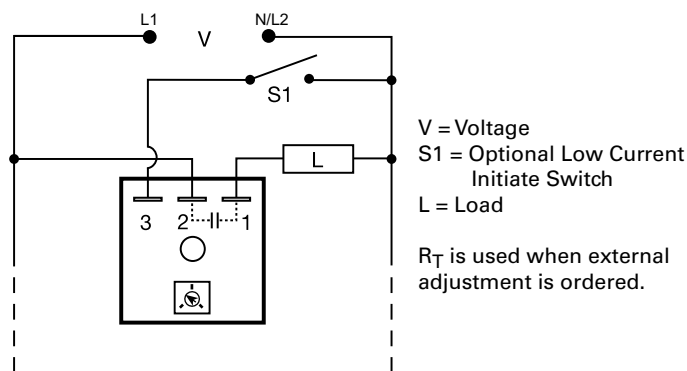 L1 V N/L2
S1
L
3 2 1
V = Voltage
S1 = Optional Low Current
Initiate Switch
L = Load
RT is used when external
adjustment is ordered.